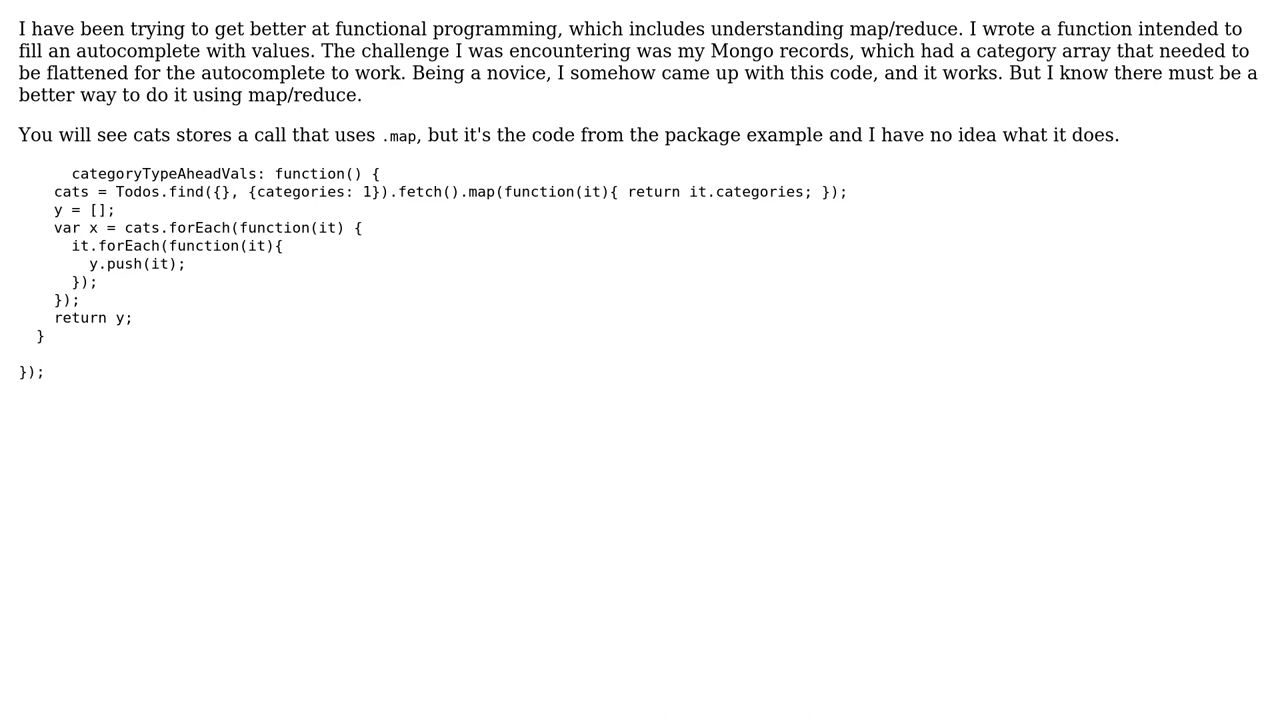 I have been trying to get better at functional programming, which includes understanding map/reduce. I wrote a function intended to
fill an autocomplete with values. The challenge I was encountering was my Mongo records, which had a category array that needed to
be flattened for the autocomplete to work. Being a novice, I somehow came up with this code, and it works. But I know there must be a
better way to do it using map/reduce.
You will see cats stores a call that uses .map, but it's the code from the package example and I have no idea what it does.
      categoryTypeAheadVals: function() {
    cats = Todos.find({}, {categories: 1}).fetch().map(function(it){ return it.categories; });
    y = [];
    var x = cats.forEach(function(it) {
      it.forEach(function(it){
        y.push(it);
      });
    });
    return y;
  }
});